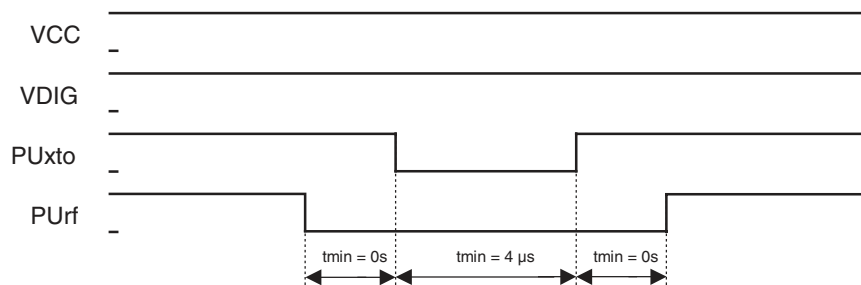 VCC
VDIG
PUxto
PUrf
tmin = 0s tmin = 4 µs tmin = 0s